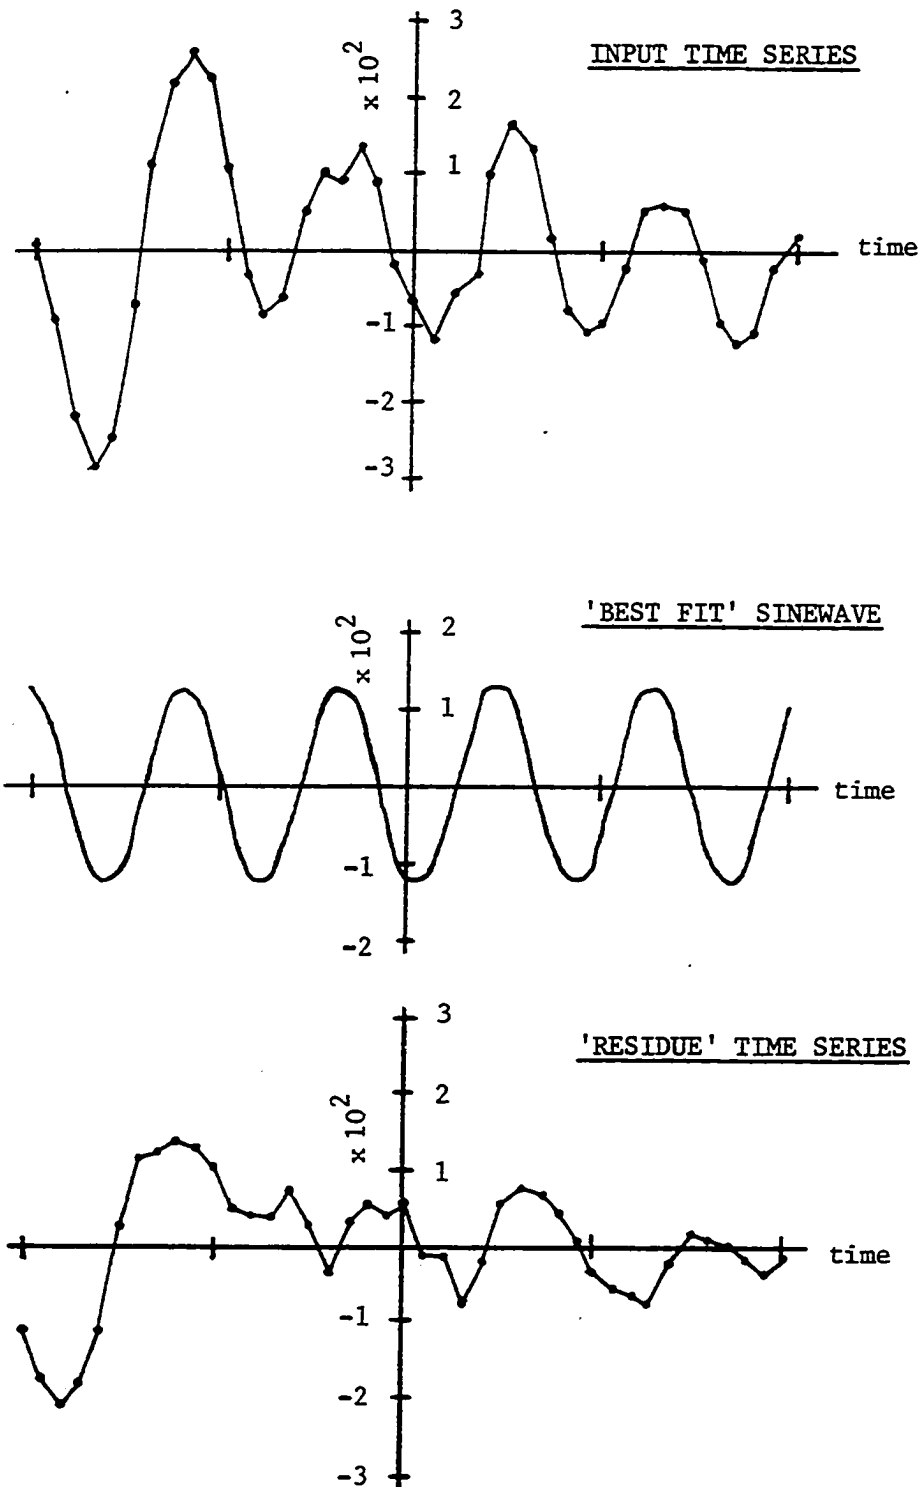 INPUT TIME SERIES
x 10²
3
2
1
-1
-2
-3
time
'BEST FIT' SINEWAVE
x 10²
2
1
-1
-2
time
'RESIDUE' TIME SERIES
x 10²
3
2
1
-1
-2
-3
time